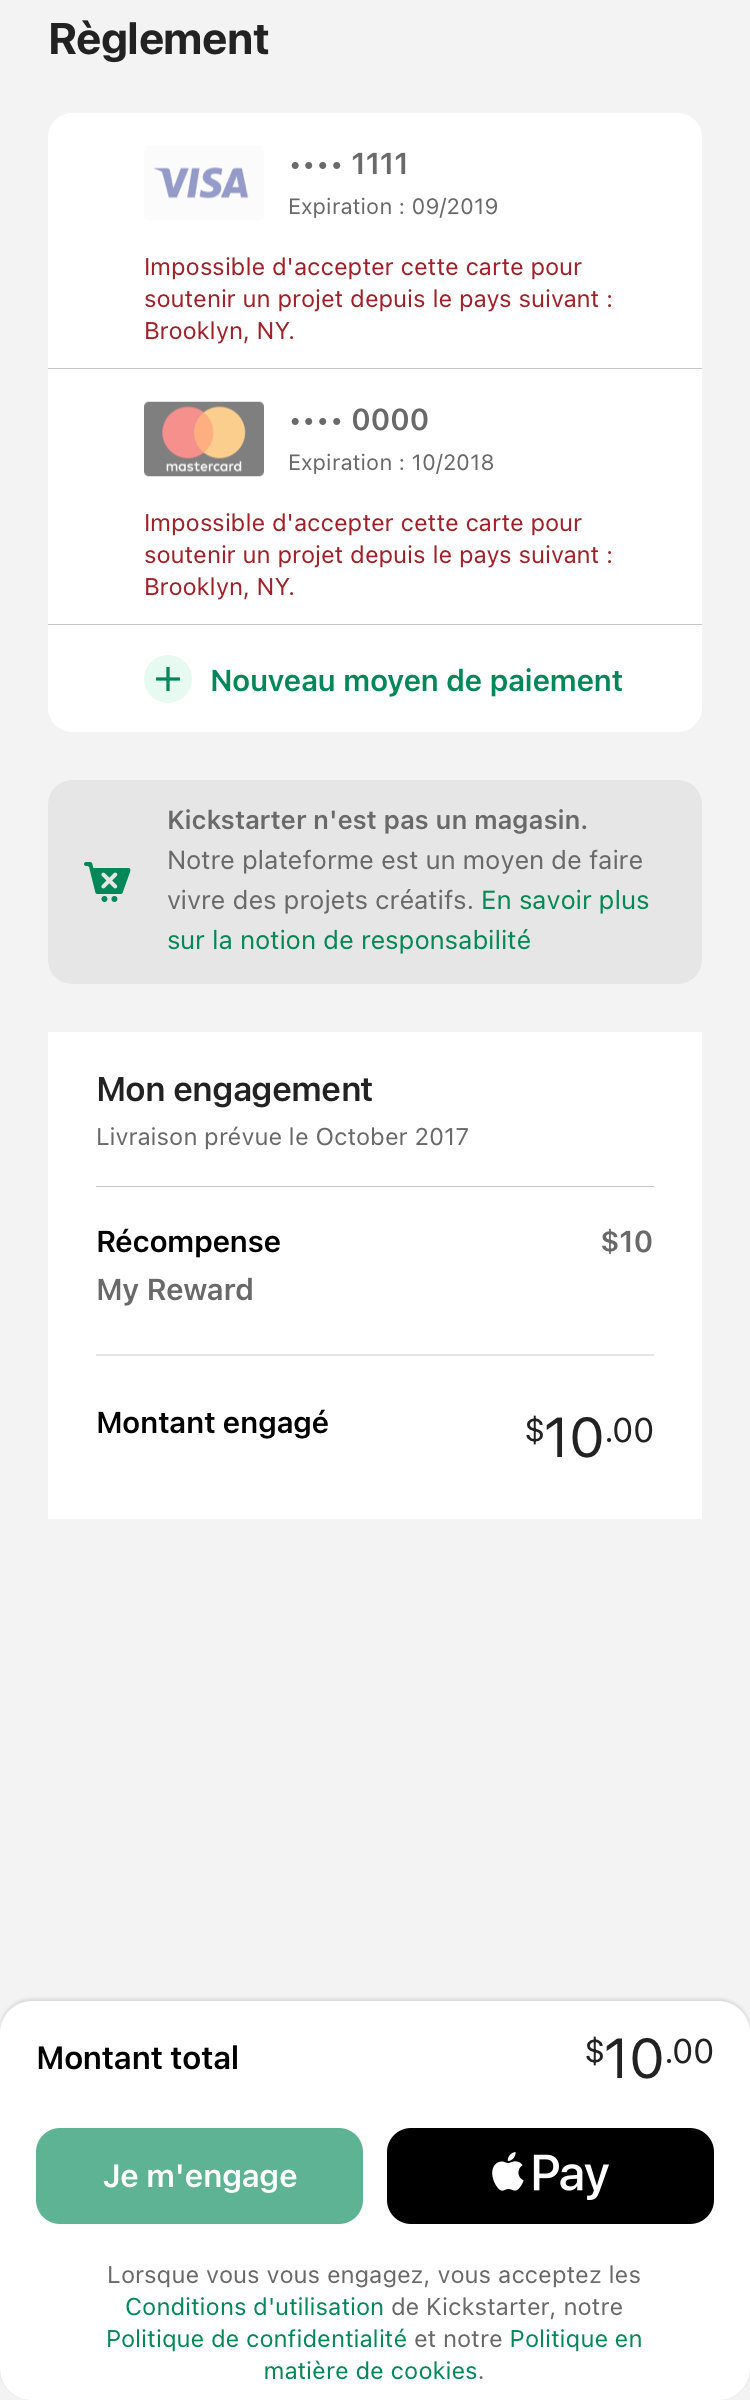 Règlement
VISA
•••• 1111
Expiration : 09/2019
Impossible d'accepter cette carte pour
soutenir un projet depuis le pays suivant :
Brooklyn, NY.
mastercard
•••• 0000
Expiration : 10/2018
Impossible d'accepter cette carte pour
soutenir un projet depuis le pays suivant :
Brooklyn, NY.
+ Nouveau moyen de paiement
Kickstarter n'est pas un magasin.
Notre plateforme est un moyen de faire
vivre des projets créatifs. En savoir plus
sur la notion de responsabilité
Mon engagement
Livraison prévue le October 2017
Récompense $10
My Reward
Montant engagé $10.00
Montant total $10.00
Je m'engage
Pay
Lorsque vous vous engagez, vous acceptez les
Conditions d'utilisation de Kickstarter, notre
Politique de confidentialité et notre Politique en
matière de cookies.